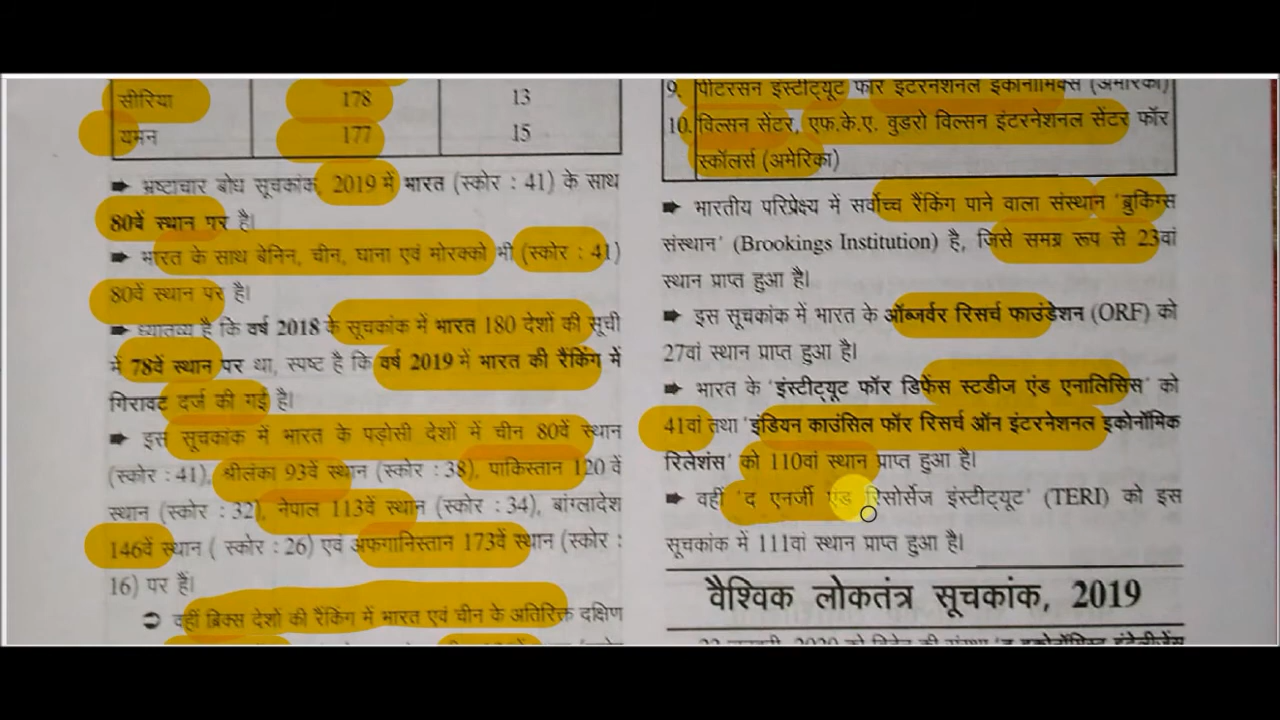 सीरिया 178 13
यमन 177 15
➨ भ्रष्टाचार बोध सूचकांक, 2019 में भारत (स्कोर : 41) के साथ
80वें स्थान पर है।
➨ भारत के साथ बेनिन, चीन, घाना एवं मोरक्को भी (स्कोर : 41)
80वें स्थान पर है।
➨ ध्यातव्य है कि वर्ष 2018 के सूचकांक में भारत 180 देशों की सूची
में 78वें स्थान पर था, स्पष्ट है कि वर्ष 2019 में भारत की रैंकिंग में
गिरावट दर्ज की गई है।
➨ इस सूचकांक में भारत के पड़ोसी देशों में चीन 80वें स्थान
(स्कोर : 41), श्रीलंका 93वें स्थान (स्कोर : 38), पाकिस्तान 120 वें
स्थान (स्कोर : 32), नेपाल 113वें स्थान (स्कोर : 34), बांग्लादेश
146वें स्थान ( स्कोर : 26) एवं अफगानिस्तान 173वें स्थान (स्कोर :
16) पर हैं।
➲ वहीं ब्रिक्स देशों की रैंकिंग में भारत एवं चीन के अतिरिक्त दक्षिण
9. पीटरसन इंस्टीट्यूट फॉर इंटरनेशनल इकोनॉमिक्स (अमेरिका)
10. विल्सन सेंटर, एफ.के.ए. वुडरो विल्सन इंटरनेशनल सेंटर फॉर
स्कॉलर्स (अमेरिका)
➨ भारतीय परिप्रेक्ष्य में सर्वोच्च रैंकिंग पाने वाला संस्थान 'ब्रुकिंग्स
संस्थान' (Brookings Institution) है, जिसे समग्र रूप से 23वां
स्थान प्राप्त हुआ है।
➨ इस सूचकांक में भारत के ऑब्जर्वर रिसर्च फाउंडेशन (ORF) को
27वां स्थान प्राप्त हुआ है।
➨ भारत के 'इंस्टीट्यूट फॉर डिफेंस स्टडीज एंड एनालिसिस' को
41वां तथा 'इंडियन काउंसिल फॉर रिसर्च ऑन इंटरनेशनल इकोनॉमिक
रिलेशंस' को 110वां स्थान प्राप्त हुआ है।
➨ वहीं 'द एनर्जी एंड रिसोर्सेज इंस्टीट्यूट' (TERI) को इस
सूचकांक में 111वां स्थान प्राप्त हुआ है।
वैश्विक लोकतंत्र सूचकांक, 2019